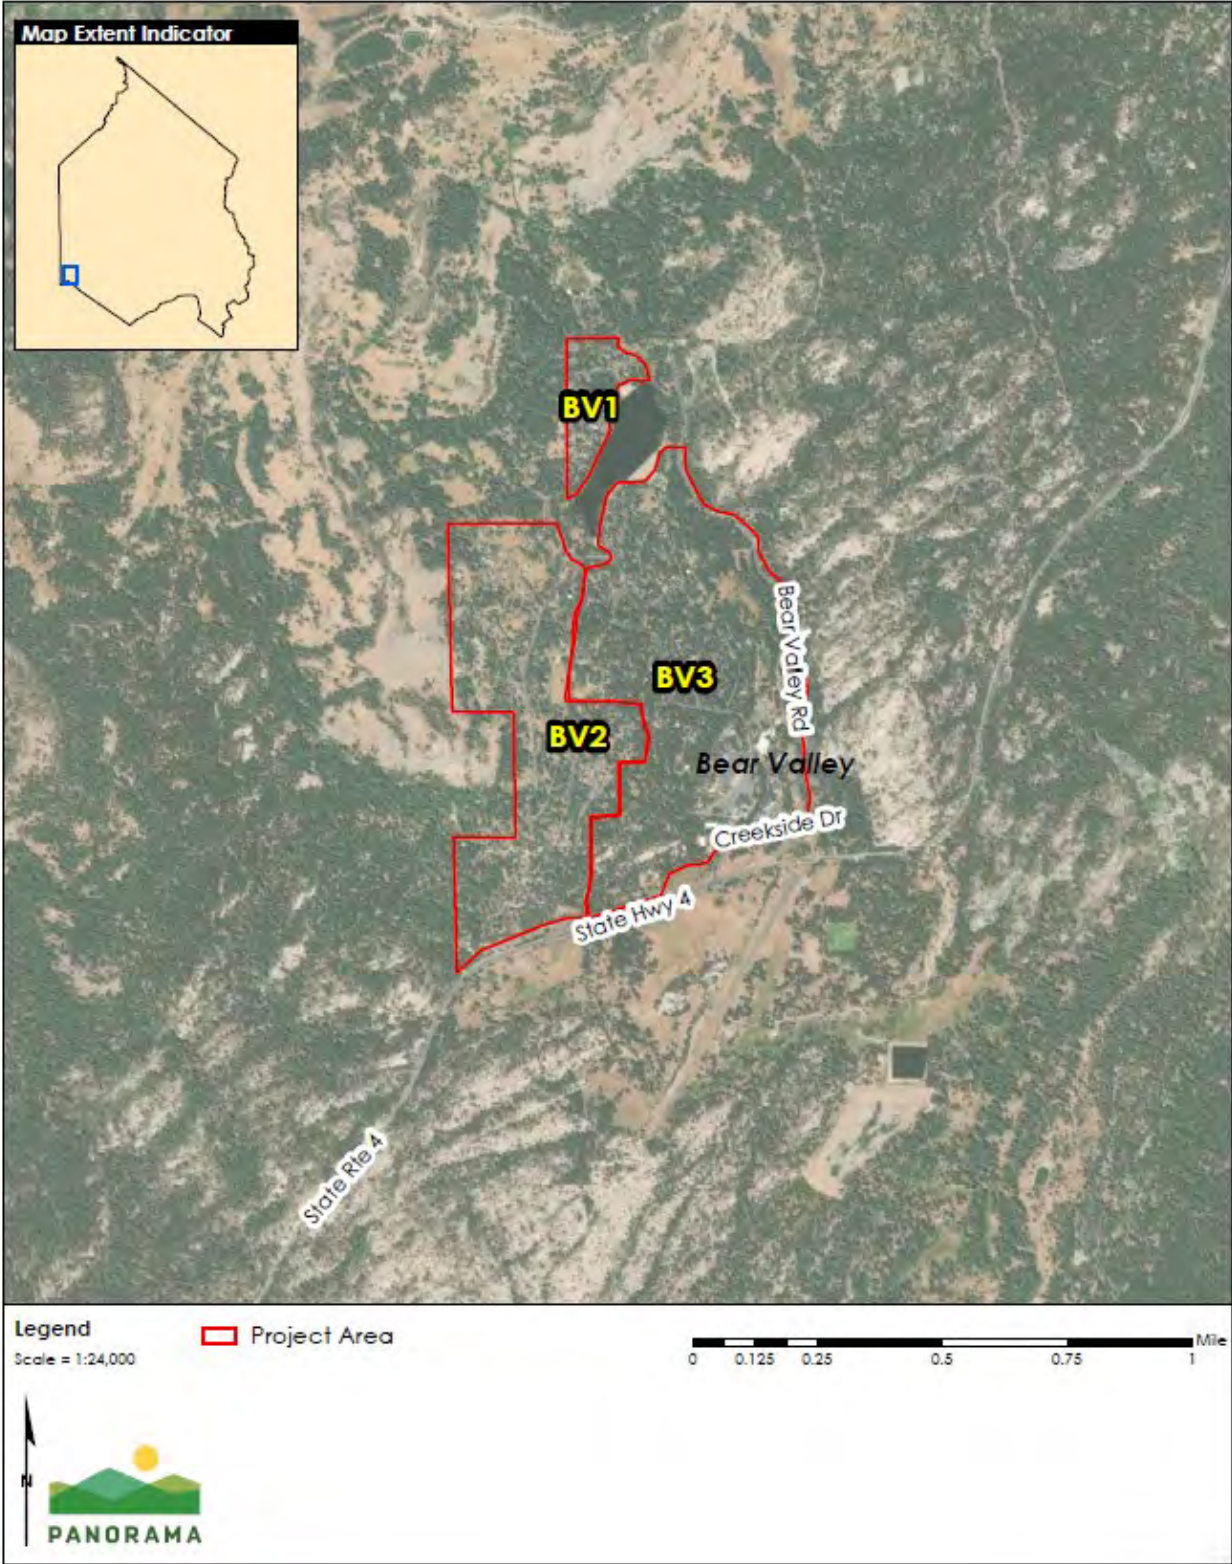 Map Extent Indicator
BV1
BV3
BV2
Bear Valley Rd
Bear Valley
Creekside Dr
State Hwy 4
State Rte 4
Legend
Scale = 1:24,000
Project Area
Mile
0 0.125 0.25 0.5 0.75 1
N
PANORAMA